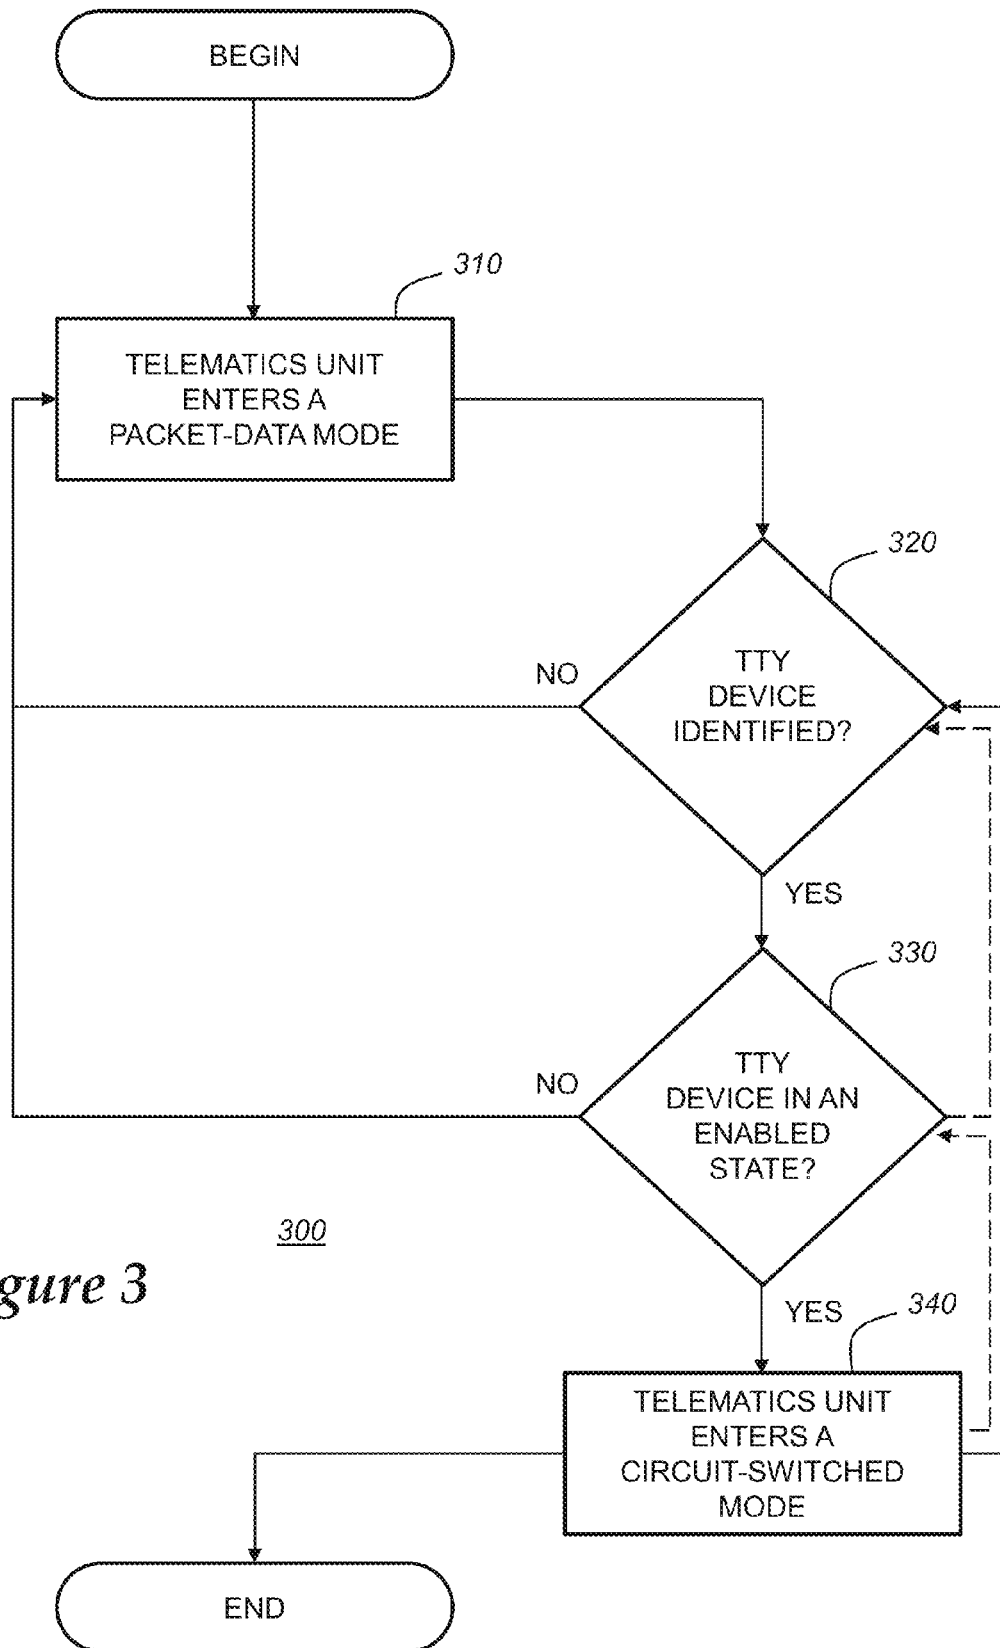 BEGIN
310
TELEMATICS UNIT
ENTERS A
PACKET-DATA MODE
320
NO
TTY
DEVICE
IDENTIFIED?
YES
330
NO
TTY
DEVICE IN AN
ENABLED
STATE?
300
gure 3
YES
340
TELEMATICS UNIT
ENTERS A
CIRCUIT-SWITCHED
MODE
END